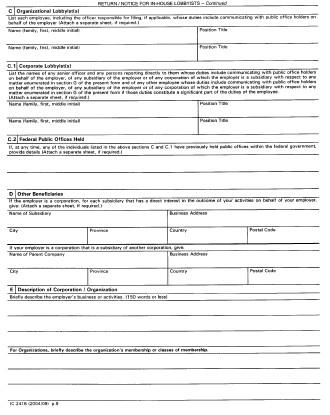 RETURN / NOTICE FOR IN-HOUSE LOBBYISTS – Continued
C Organizational Lobbyist(s)
List each employee, including the officer responsible for filing, if applicable, whose duties include communicating with public office holders
on behalf of the employer. (Attach a separate sheet, if required.)
Name (family, first, middle initial) Position Title
Name (family, first, middle initial) Position Title
C.1 Corporate Lobbyist(s)
List the names of any senior officer and any persons reporting directly to them whose duties include communicating with public office holders
on behalf of the employer, of any subsidiary of the employer or of any corporation of which the employer is a subsidiary with respect to any
matter enumerated in section G of the present form and of any other employee whose duties include communicating with public office holders
on behalf of the employer, of any subsidiary of the employer or of any corporation of which the employer is a subsidiary with respect to any
matter enumerated in section G of the present form if those duties constitute a significant part of the duties of the employee.
(Attach a separate sheet, if required.)
Name (family, first, middle initial) Position Title
Name (family, first, middle initial) Position Title
C.2 Federal Public Offices Held
If, at any time, any of the individuals listed in the above sections C and C.1 have previously held public offices within the federal government,
provide details (Attach a separate sheet, if required.)
D Other Beneficiaries
If the employer is a corporation, for each subsidiary that has a direct interest in the outcome of your activities on behalf of your employer,
give: (Attach a separate sheet, if required.)
Name of Subsidiary Business Address
City Province Country Postal Code
If your employer is a corporation that is a subsidiary of another corporation, give:
Name of Parent Company Business Address
City Province Country Postal Code
E Description of Corporation / Organization
Briefly describe the employer's business or activities. (150 words or less)
For Organizations, briefly describe the organization's membership or classes of membership.
IC 2416 (2004/08) p.8